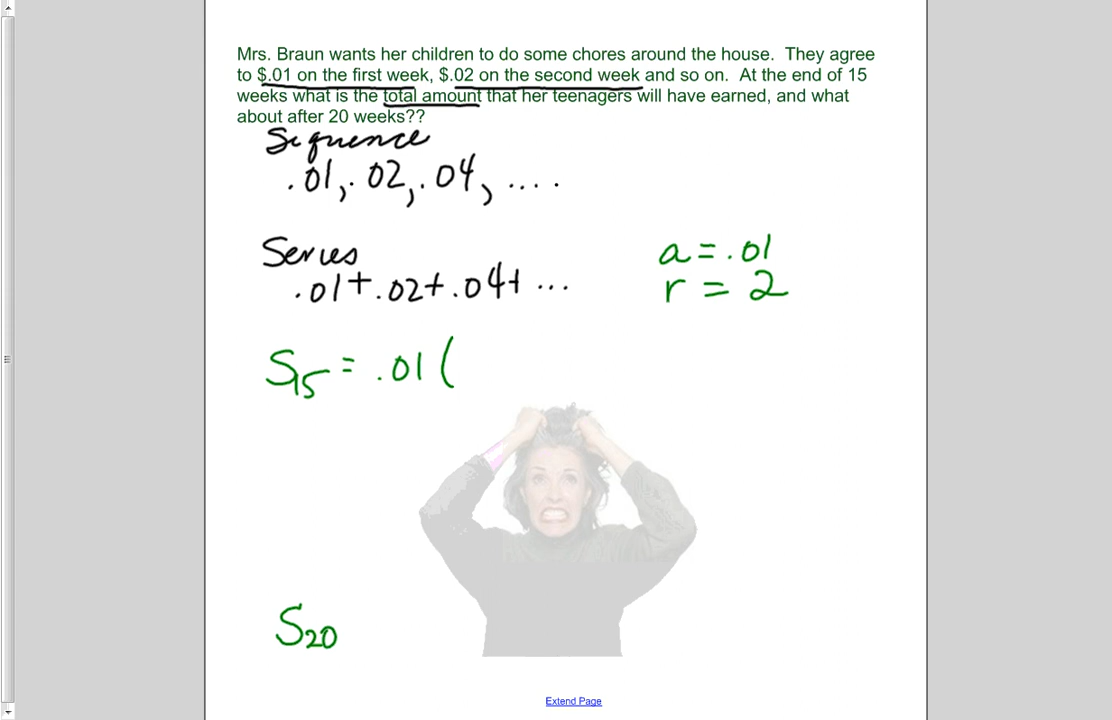 Mrs. Braun wants her children to do some chores around the house. They agree
to $.01 on the first week, $.02 on the second week and so on. At the end of 15
weeks what is the total amount that her teenagers will have earned, and what
about after 20 weeks??
Sequence
.01, .02, .04, ....
Series
.01+.02+.04+ ...
a = .01
r = 2
S15 = .01 (
S20
Extend Page